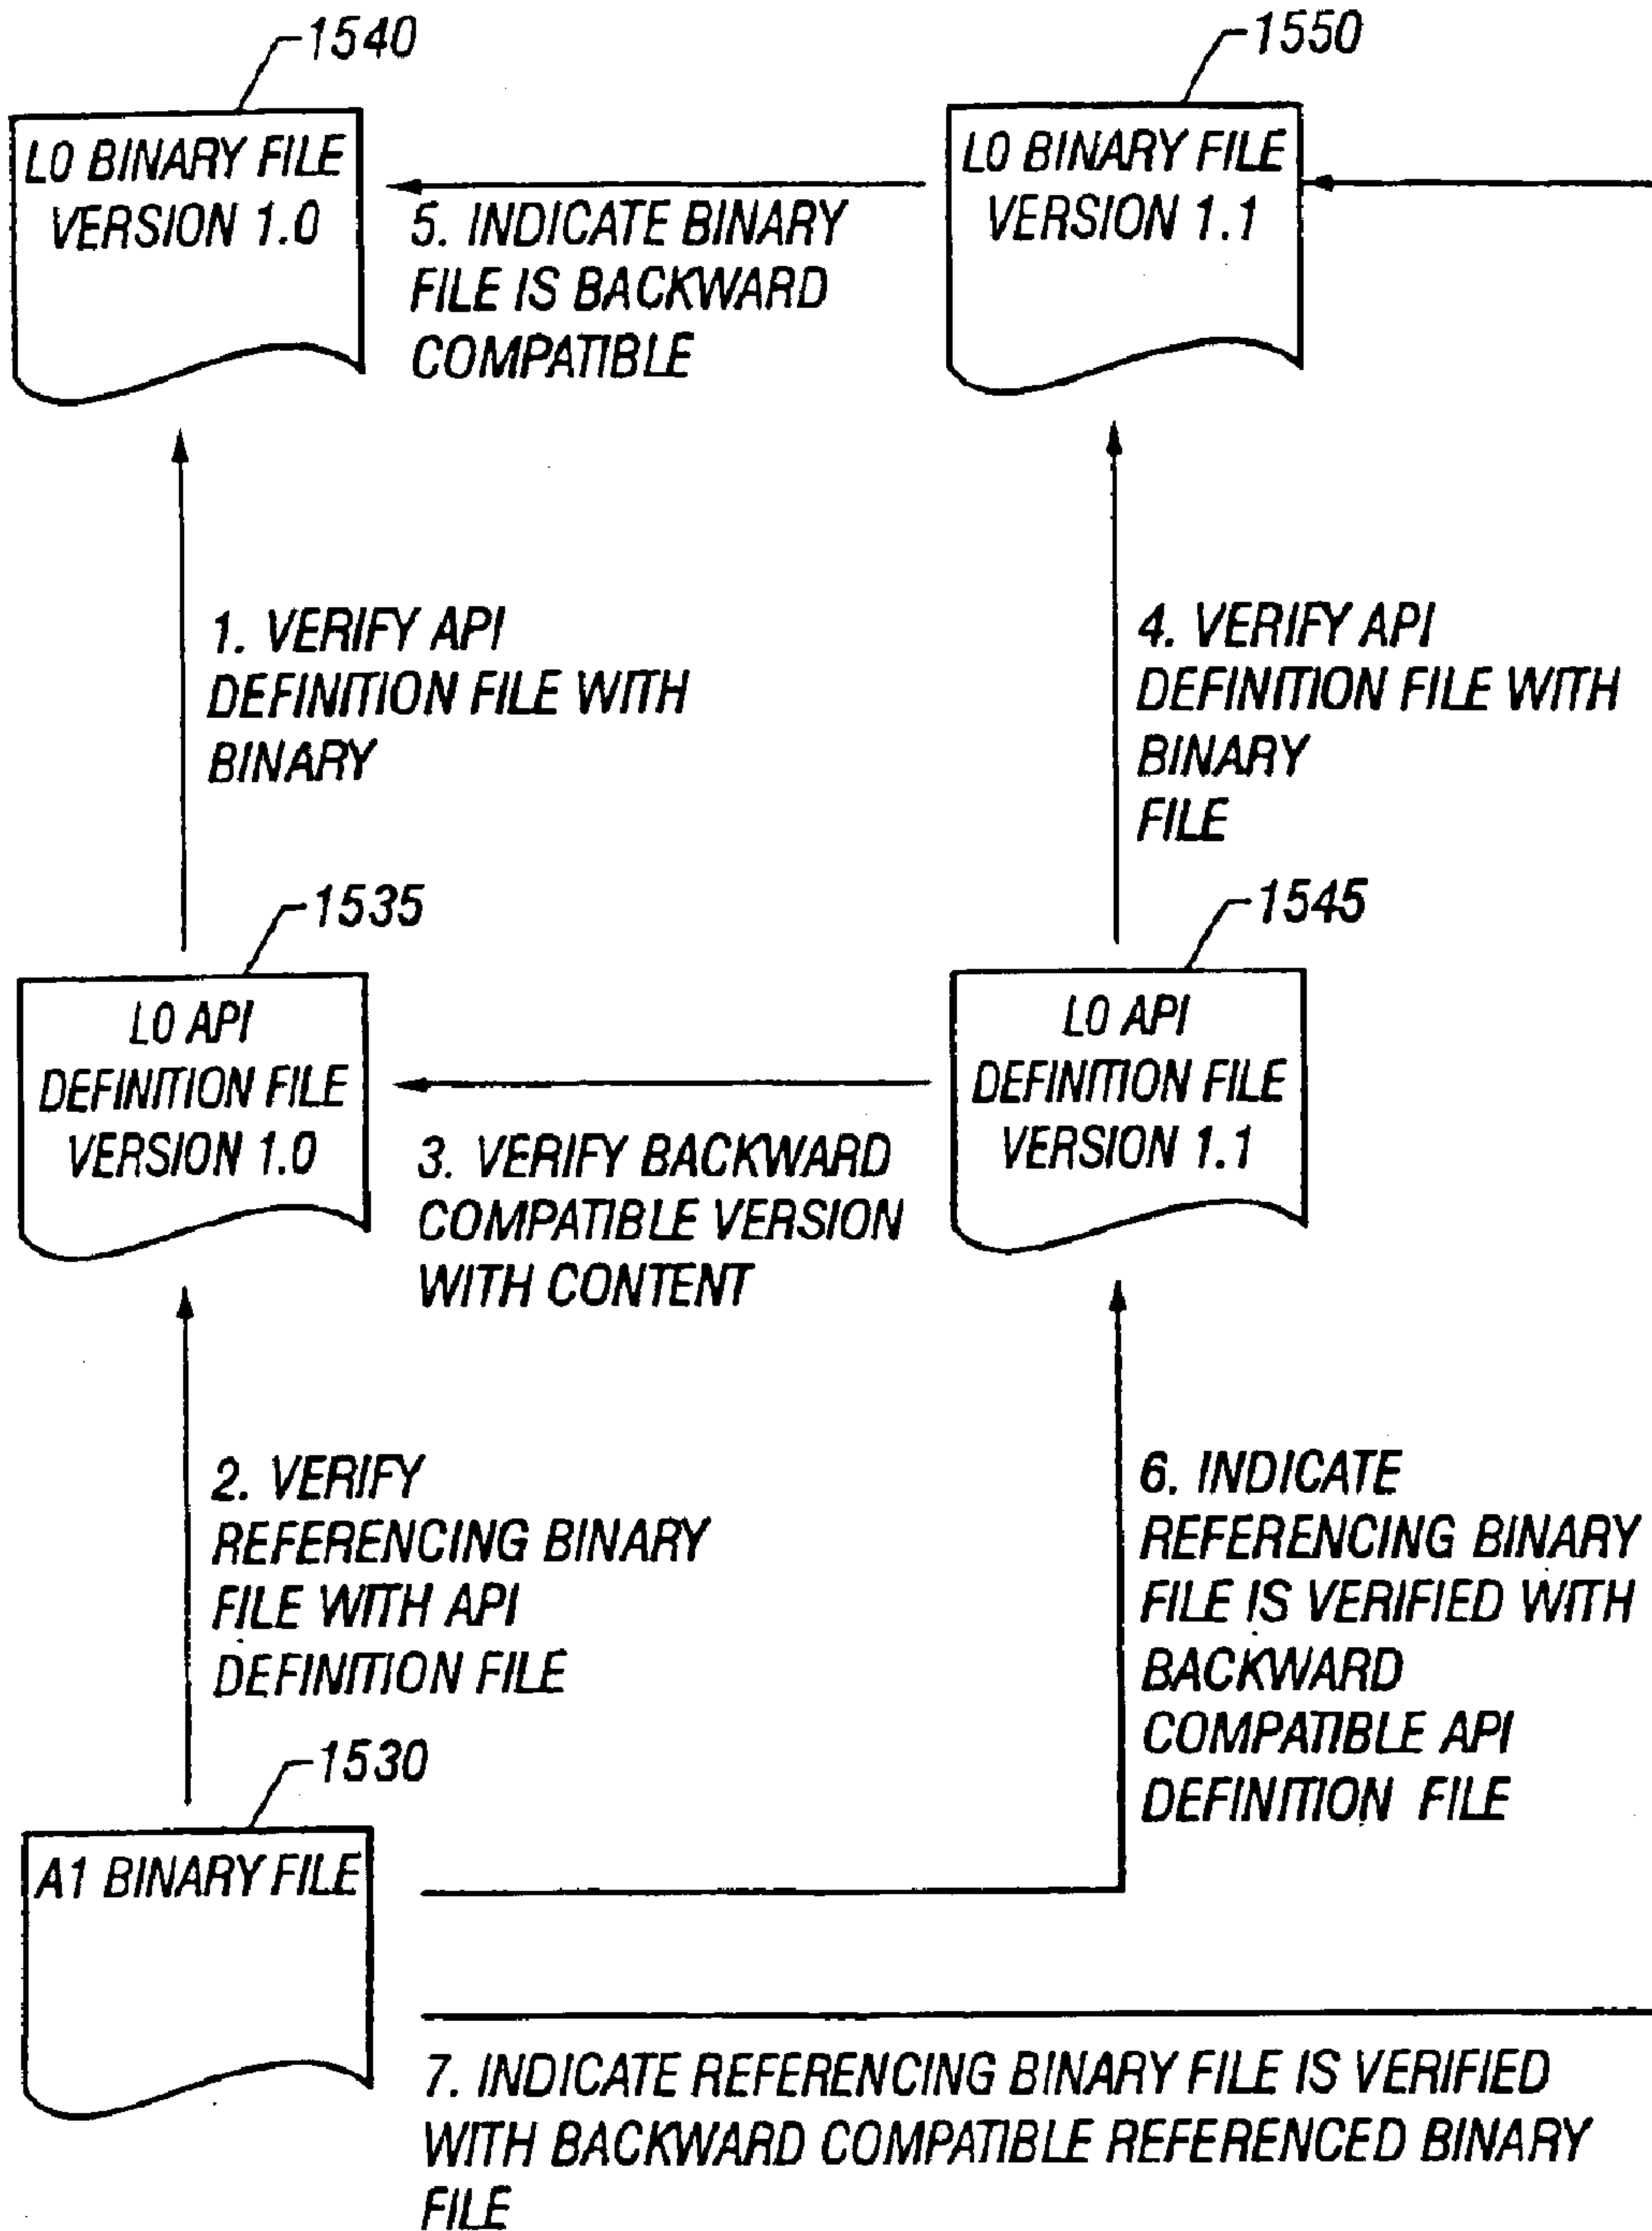 1540
1550
L0 BINARY FILE
VERSION 1.0
L0 BINARY FILE
VERSION 1.1
5. INDICATE BINARY
FILE IS BACKWARD
COMPATIBLE
1. VERIFY API
DEFINITION FILE WITH
BINARY
4. VERIFY API
DEFINITION FILE WITH
BINARY
FILE
1535
1545
L0 API
DEFINITION FILE
VERSION 1.0
L0 API
DEFINITION FILE
VERSION 1.1
3. VERIFY BACKWARD
COMPATIBLE VERSION
WITH CONTENT
2. VERIFY
REFERENCING BINARY
FILE WITH API
DEFINITION FILE
6. INDICATE
REFERENCING BINARY
FILE IS VERIFIED WITH
BACKWARD
COMPATIBLE API
DEFINITION FILE
1530
A1 BINARY FILE
7. INDICATE REFERENCING BINARY FILE IS VERIFIED
WITH BACKWARD COMPATIBLE REFERENCED BINARY
FILE